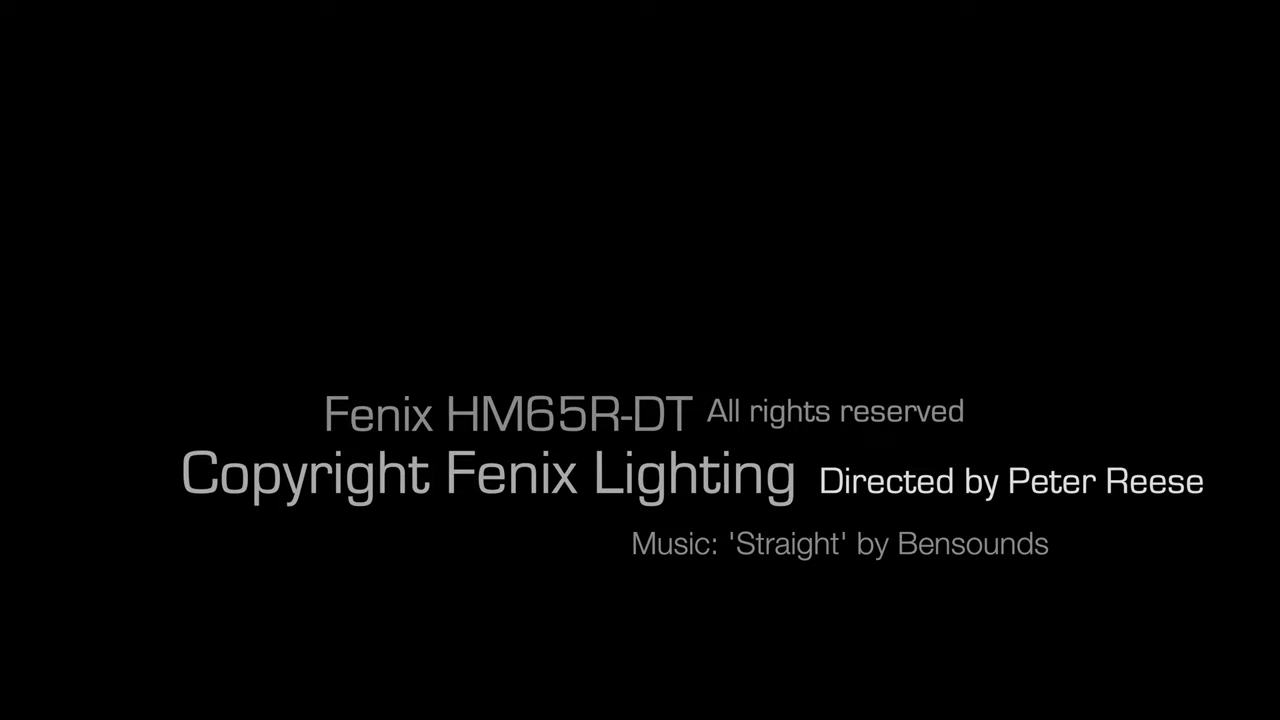 Fenix HM65R-DT All rights reserved
Copyright Fenix Lighting Directed by Peter Reese
Music: 'Straight' by Bensounds